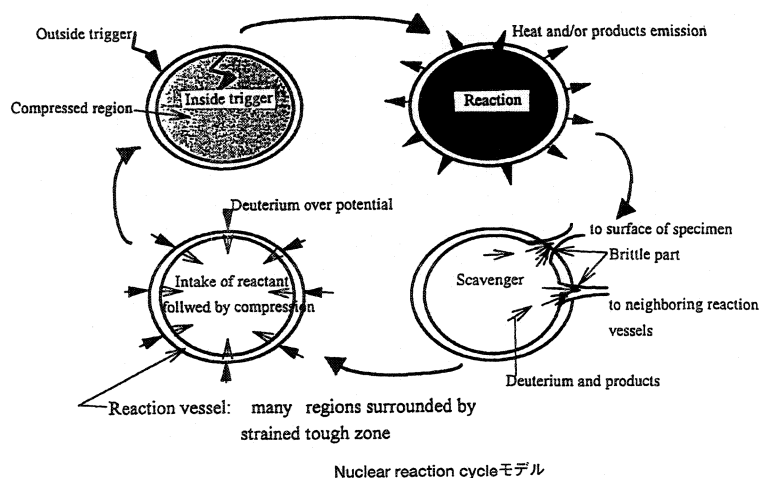 Outside trigger
Heat and/or products emission
Inside trigger
Compressed region
Reaction
Deuterium over potential
to surface of specimen
Brittle part
Intake of reactant
follwed by compression
Scavenger
to neighboring reaction
vessels
Deuterium and products
Reaction vessel: many regions surrounded by
strained tough zone
Nuclear reaction cycleモデル